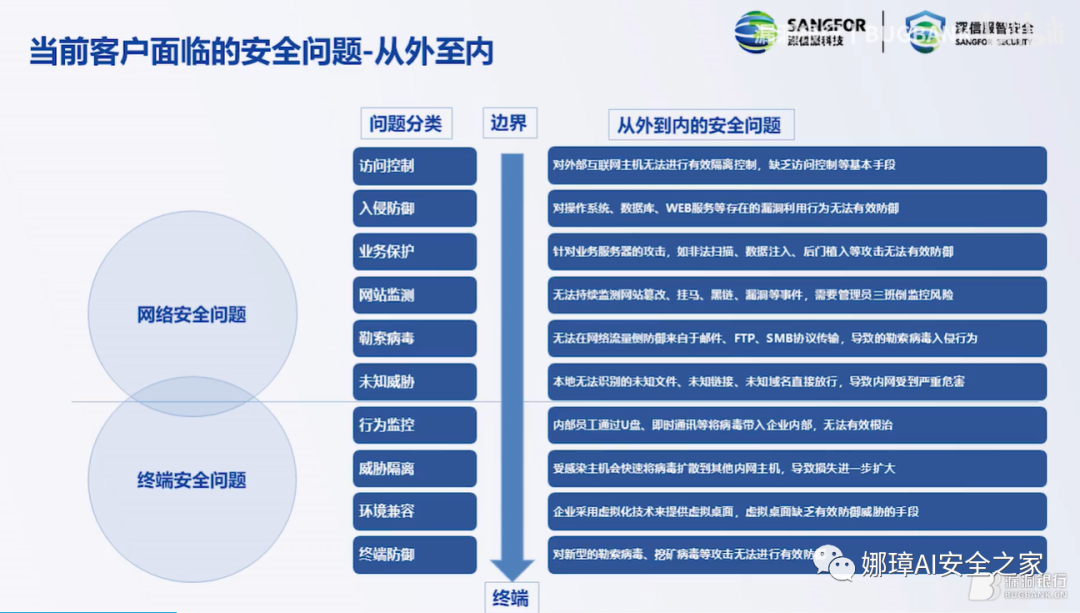 当前客户面临的安全问题-从外至内
SANGFOR
深信服科技
深信服智安全
SANGFOR SECURITY
问题分类
边界
从外到内的安全问题
访问控制
对外部互联网主机无法进行有效隔离控制，缺乏访问控制等基本手段
入侵防御
对操作系统、数据库、WEB服务等存在的漏洞利用行为无法有效防御
业务保护
针对业务服务器的攻击，如非法扫描、数据注入、后门植入等攻击无法有效防御
网站监测
无法持续监测网站篡改、挂马、黑链、漏洞等事件，需要管理员三班倒监控风险
勒索病毒
无法在网络流量侧防御来自于邮件、FTP、SMB协议传输，导致的勒索病毒入侵行为
未知威胁
本地无法识别的未知文件、未知链接、未知域名直接放行，导致内网受到严重危害
行为监控
内部员工通过U盘、即时通讯等将病毒带入企业内部，无法有效根治
威胁隔离
受感染主机会快速将病毒扩散到其他内网主机，导致损失进一步扩大
环境兼容
企业采用虚拟化技术来提供虚拟桌面，虚拟桌面缺乏有效防御威胁的手段
终端防御
对新型的勒索病毒、挖矿病毒等攻击无法进行有效防
网络安全问题
终端安全问题
终端
娜璋AI安全之家
漏洞银行
BUGBANK.CN